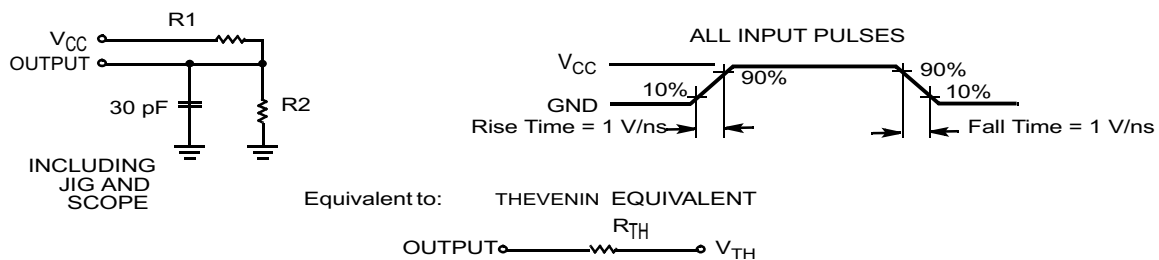 R1
VCC
OUTPUT
30 pF
R2
INCLUDING
JIG AND
SCOPE
ALL INPUT PULSES
VCC
GND
10%
90%
90%
10%
Rise Time = 1 V/ns
Fall Time = 1 V/ns
Equivalent to: THEVENIN EQUIVALENT
RTH
OUTPUT
VTH